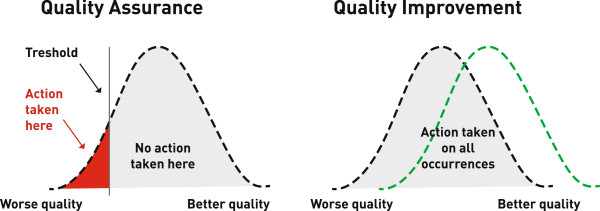 Quality Assurance
Treshold
Action
taken
here
No action
taken here
Worse quality
Better quality
Quality Improvement
Action taken
on all
occurrences
Worse quality
Better quality